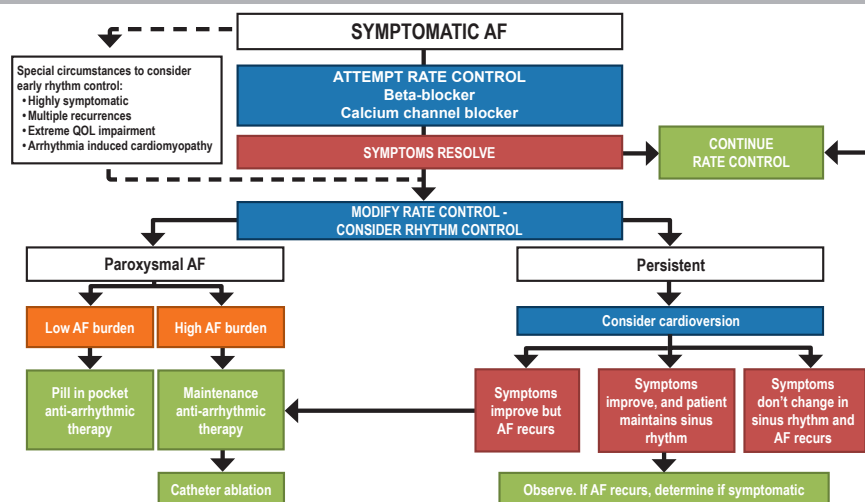 SYMPTOMATIC AF
Special circumstances to consider
early rhythm control:
• Highly symptomatic
• Multiple recurrences
• Extreme QOL impairment
• Arrhythmia induced cardiomyopathy
ATTEMPT RATE CONTROL
Beta-blocker
Calcium channel blocker
SYMPTOMS RESOLVE
CONTINUE
RATE CONTROL
MODIFY RATE CONTROL -
CONSIDER RHYTHM CONTROL
Paroxysmal AF
Persistent
Low AF burden
High AF burden
Consider cardioversion
Pill in pocket
anti-arrhythmic
therapy
Maintenance
anti-arrhythmic
therapy
Symptoms
improve but
AF recurs
Symptoms
improve, and patient
maintains sinus
rhythm
Symptoms
don't change in
sinus rhythm and
AF recurs
Catheter ablation
Observe. If AF recurs, determine if symptomatic